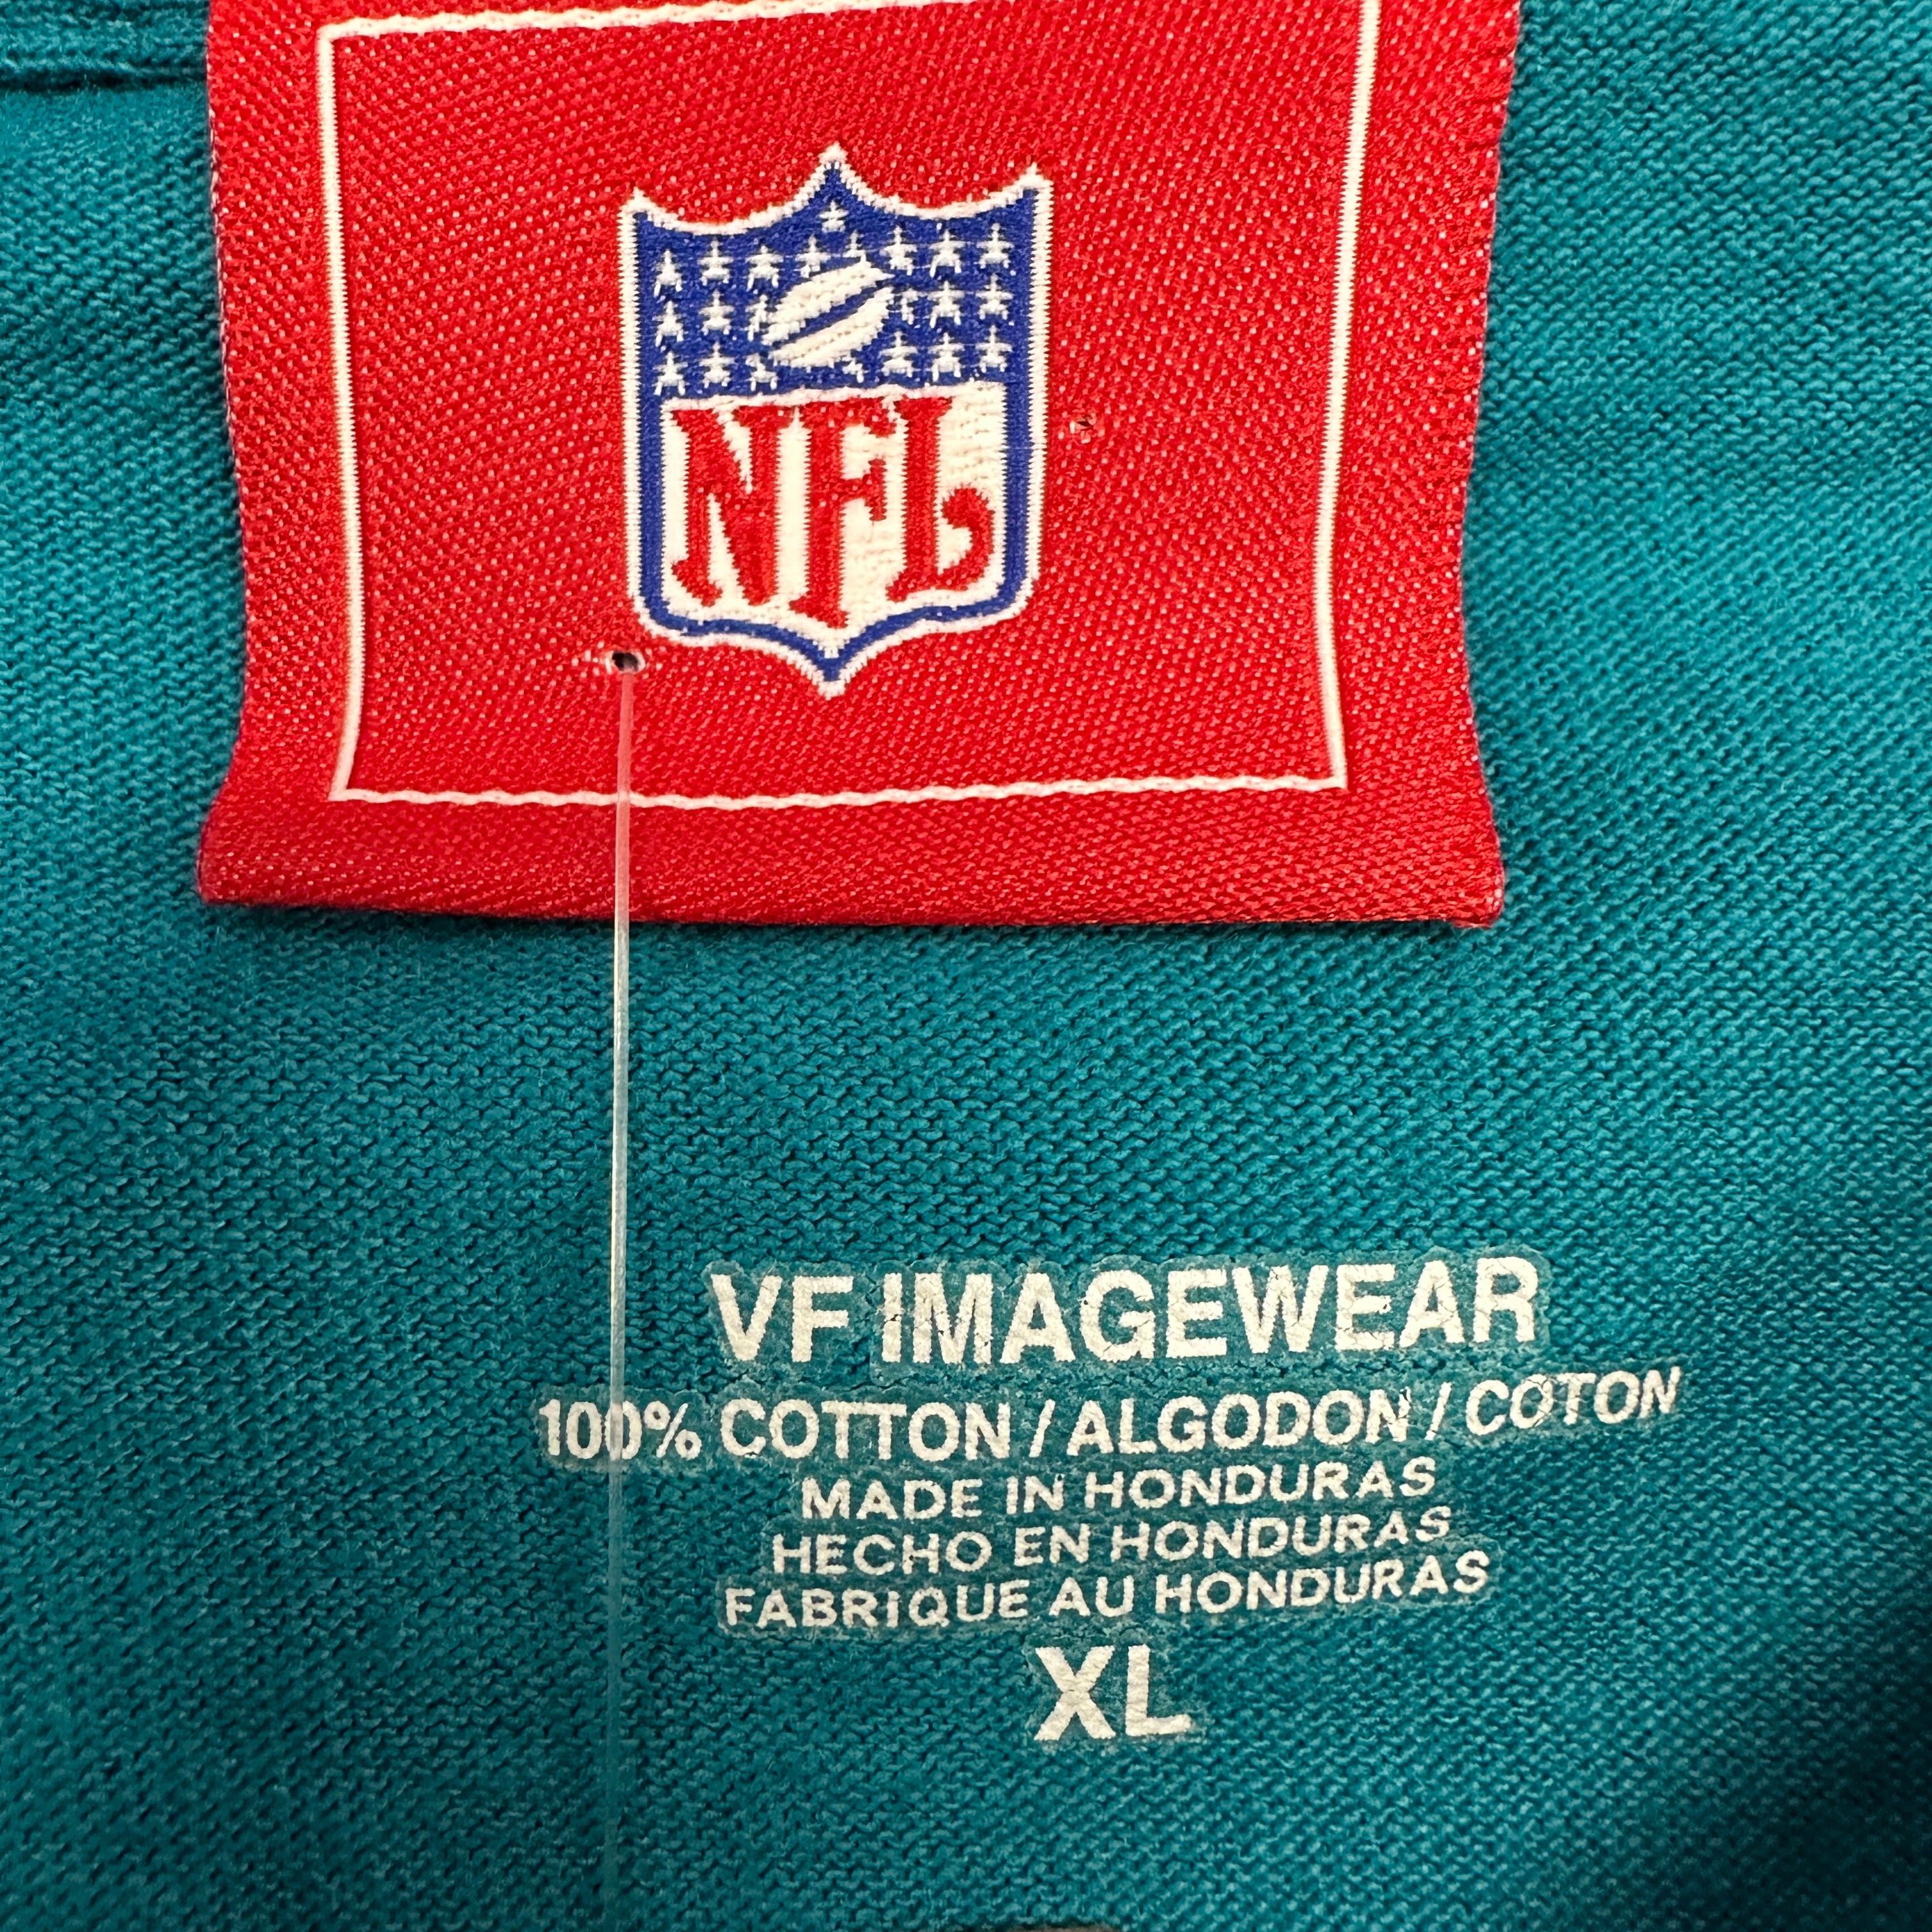 NFL
VF IMAGEWEAR
100% COTTON / ALGODON / COTON
MADE IN HONDURAS
HECHO EN HONDURAS
FABRIQUE AU HONDURAS
XL